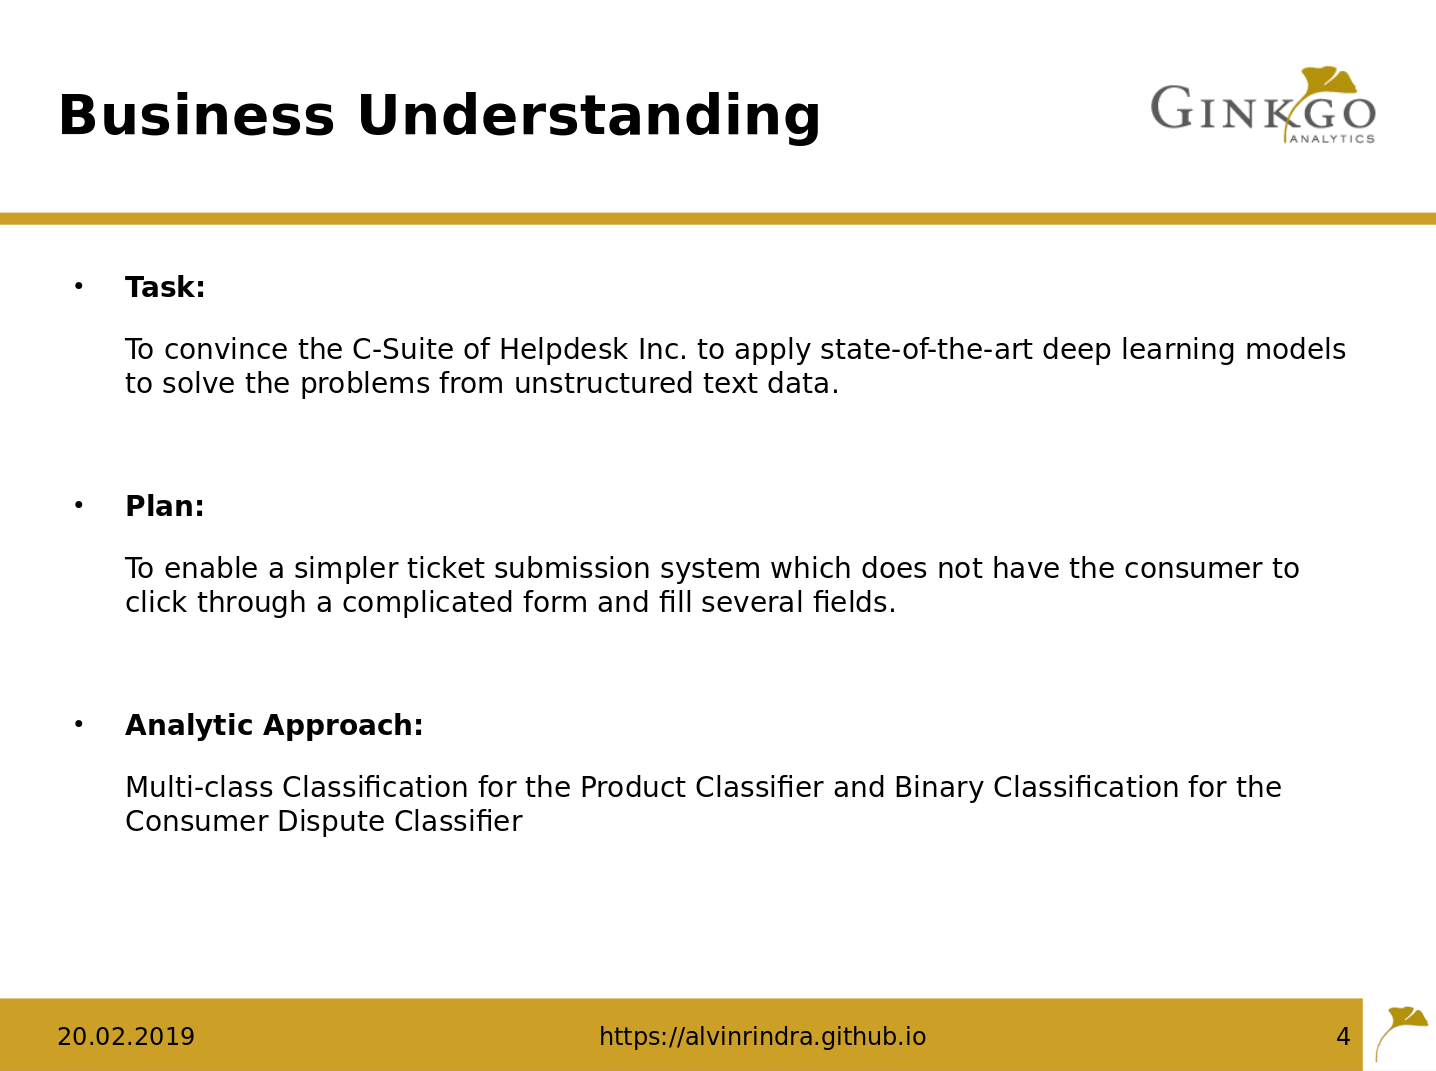 Business Understanding
GINKGO
ANALYTICS
• Task:
To convince the C-Suite of Helpdesk Inc. to apply state-of-the-art deep learning models
to solve the problems from unstructured text data.
• Plan:
To enable a simpler ticket submission system which does not have the consumer to
click through a complicated form and fill several fields.
• Analytic Approach:
Multi-class Classification for the Product Classifier and Binary Classification for the
Consumer Dispute Classifier
20.02.2019
https://alvinrindra.github.io
4